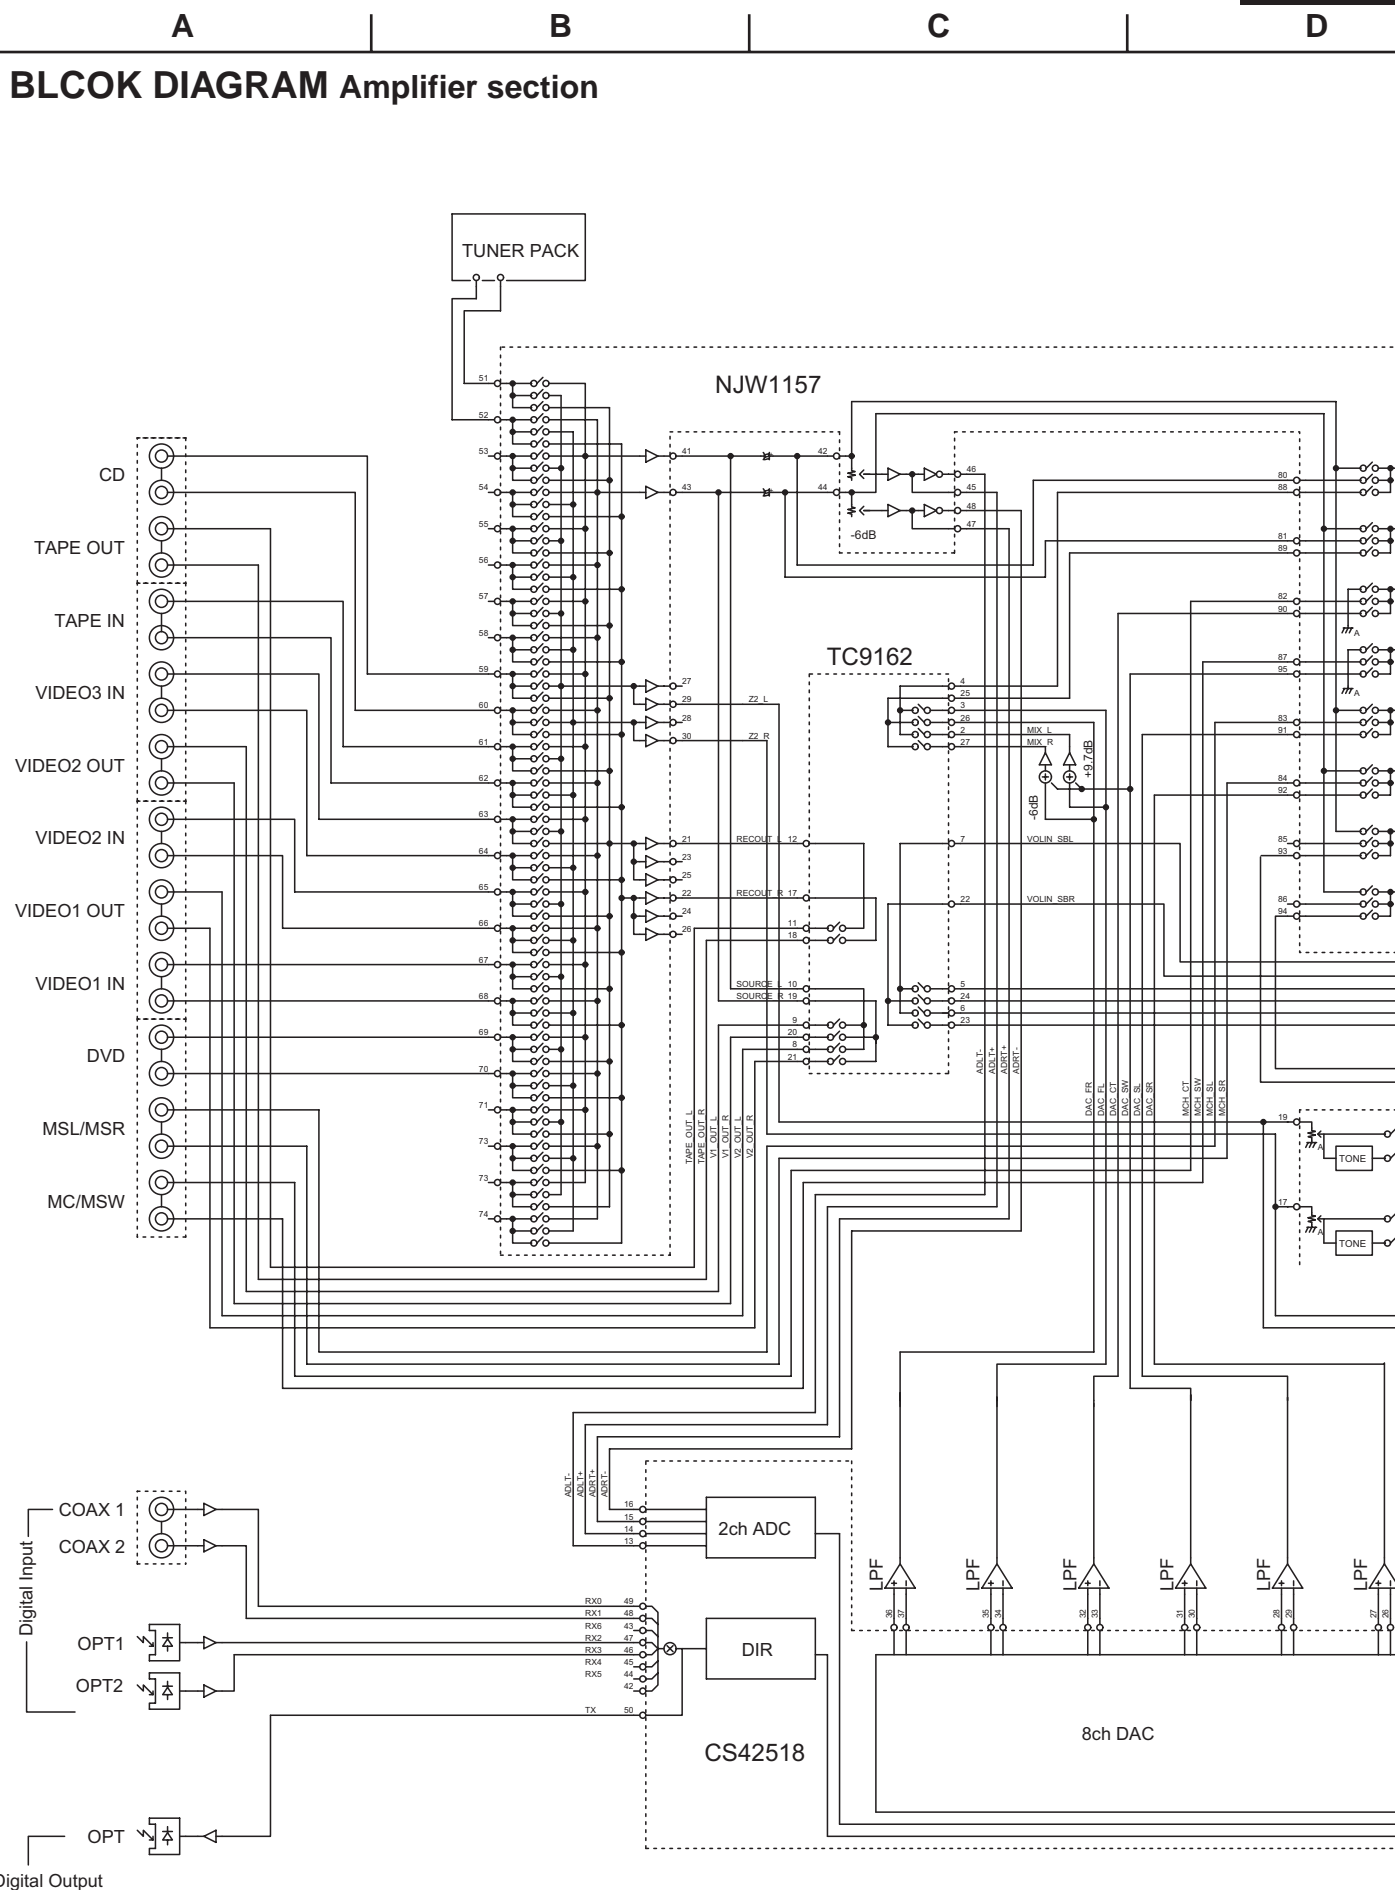 A B C D
BLCOK DIAGRAM Amplifier section
TUNER PACK
NJW1157
51
52
53 41 42 46
CD
80
54 43 44 45 88
48
55 47
-6dB
TAPE OUT
81
89
56
57 82
90
TAPE IN
58 A
TC9162
87
59 27 4 95
VIDEO3 IN 25 A
29 Z2_L 3
60 28 26 83
2 MIX_L 91
61 30 Z2_R 27 MIX_R
VIDEO2 OUT
+9.7dB
62 84
92
-6dB
63
VIDEO2 IN
21 RECOUT_L 12 7 VOLIN_SBL 85
64 23 93
25
65 22 RECOUT_R 17 22 VOLIN_SBR 86
VIDEO1 OUT 24 94
66 11
26 18
67
VIDEO1 IN SOURCE_L 10 5
68 SOURCE_R 19 24
6
9 23
69 20
DVD 8
21
ADLT-
ADLT+
ADRT+
ADRT-
70
DAC_FR
DAC_FL
DAC_CT
DAC_SW
DAC_SL
DAC_SR
MCH_CT
MCH_SW
MCH_SL
MCH_SR
71
TAPE_OUT_L
TAPE_OUT_R
V1_OUT_L
V1_OUT_R
V2_OUT_L
V2_OUT_R
19
MSL/MSR
73 A
TONE
73
MC/MSW
17
74
A
TONE
ADLT-
ADLT+
ADRT+
ADRT-
COAX 1 16
15
2ch ADC
14
COAX 2 13
Digital Input
LPF LPF LPF LPF LPF LPF
+ − + − + − + − + − + −
36 37 35 34 32 33 31 30 28 29 27 26
RX0 49
RX1 48
RX6 43
OPT1 RX2 47
RX3 46
DIR
RX4 45
RX5 44
OPT2 42
TX 50
8ch DAC
CS42518
OPT
Digital Output